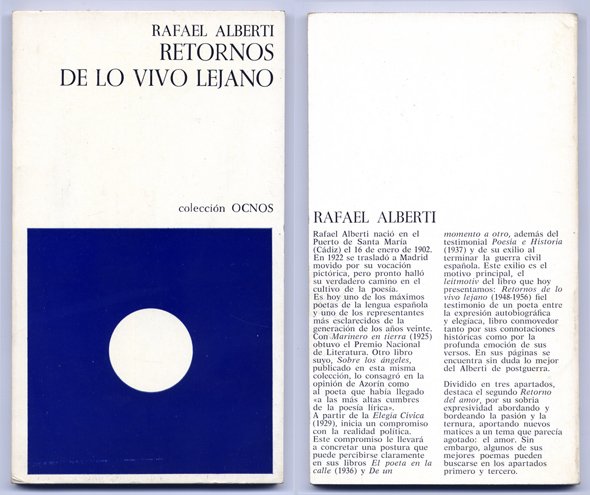 RAFAEL ALBERTI
RETORNOS
DE LO VIVO LEJANO
colección OCNOS
RAFAEL ALBERTI
Rafael Alberti nació en el
Puerto de Santa María
(Cádiz) el 16 de enero de 1902.
En 1922 se trasladó a Madrid
movido por su vocación
pictórica, pero pronto halló
su verdadero camino en el
cultivo de la poesía.
Es hoy uno de los máximos
poetas de la lengua española
y uno de los representantes
más esclarecidos de la
generación de los años veinte.
Con Marinero en tierra (1925)
obtuvo el Premio Nacional
de Literatura. Otro libro
suyo, Sobre los ángeles,
publicado en esta misma
colección, lo consagró en la
opinión de Azorín como
al poeta que había llegado
«a las más altas cumbres
de la poesía lírica».
A partir de la Elegía Cívica
(1929), inicia un compromiso
con la realidad política.
Este compromiso le llevará
a concretar una postura que
puede percibirse claramente
en sus libros El poeta en la
calle (1936) y De un
momento a otro, además del
testimonial Poesía e Historia
(1937) y de su exilio al
terminar la guerra civil
española. Este exilio es el
motivo principal, el
leitmotiv del libro que hoy
presentamos: Retornos de lo
vivo lejano (1948-1956) fiel
testimonio de un poeta entre
la expresión autobiográfica
y elegíaca, libro conmovedor
tanto por sus connotaciones
históricas como por la
profunda emoción de sus
versos. En sus páginas se
encuentra sin duda lo mejor
del Alberti de postguerra.
Dividido en tres apartados,
destaca el segundo Retorno
del amor, por su sobria
expresividad abordando y
bordeando la pasión y la
ternura, aportando nuevos
matices a un tema que parecía
agotado: el amor. Sin
embargo, algunos de sus
mejores poemas pueden
buscarse en los apartados
primero y tercero.